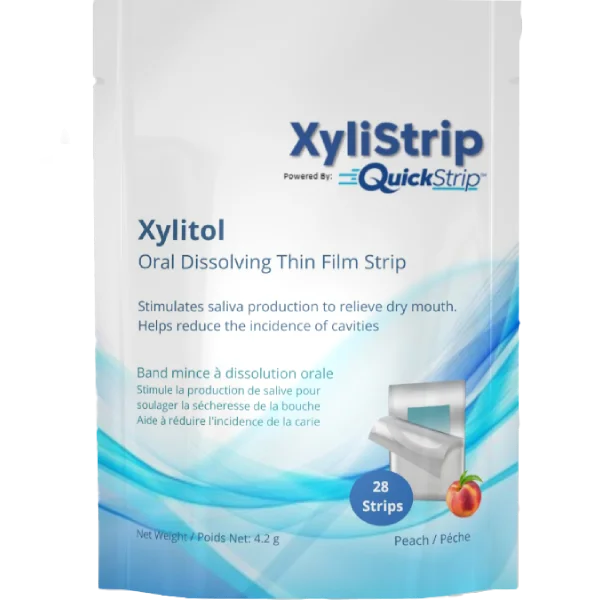 XyliStrip
Powered By: QuickStrip™
Xylitol
Oral Dissolving Thin Film Strip
Stimulates saliva production to relieve dry mouth.
Helps reduce the incidence of cavities
Band mince à dissolution orale
Stimule la production de salive pour
soulager la sécheresse de la bouche
Aide à réduire l'incidence de la carie
28
Strips
Net Weight / Poids Net: 4.2 g
Peach / Péche